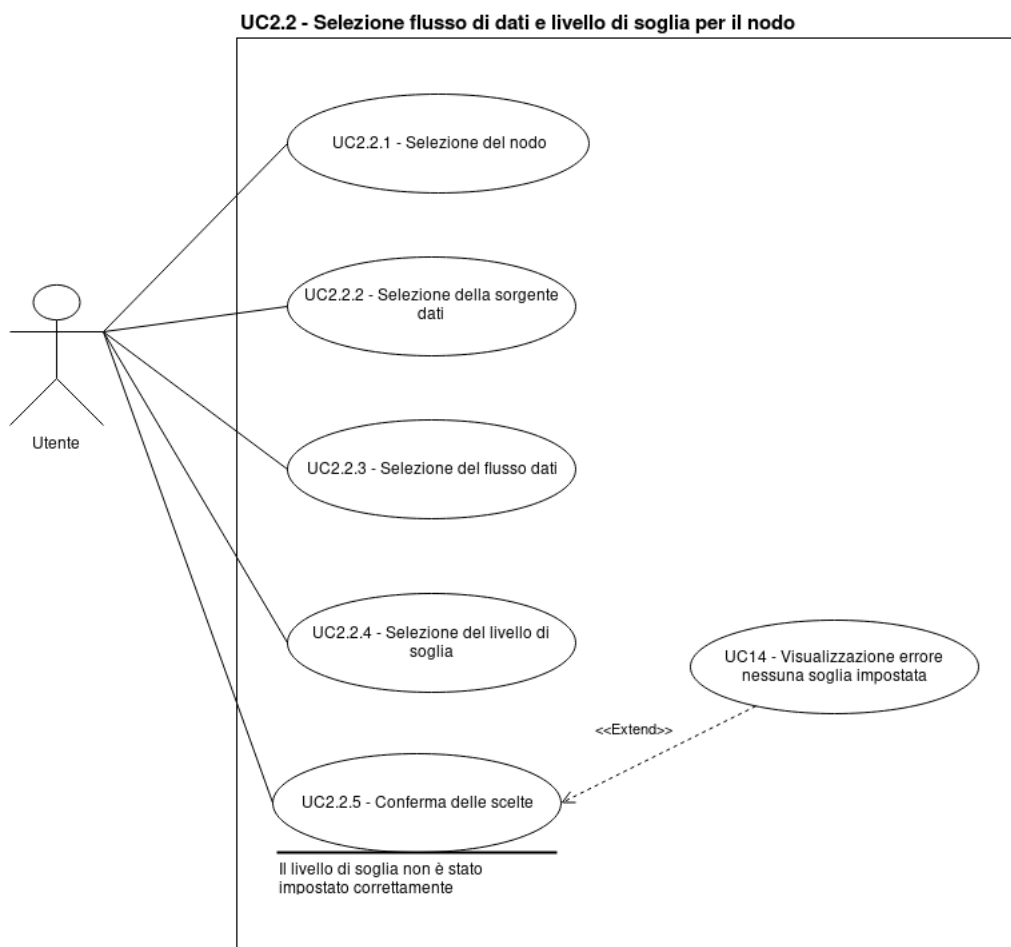 UC2.2 - Selezione flusso di dati e livello di soglia per il nodo
UC2.2.1 - Selezione del nodo
UC2.2.2 - Selezione della sorgente
dati
Utente
UC2.2.3 - Selezione del flusso dati
UC2.2.4 - Selezione del livello di
soglia
UC14 - Visualizzazione errore
nessuna soglia impostata
<<Extend>>
UC2.2.5 - Conferma delle scelte
Il livello di soglia non è stato
impostato correttamente